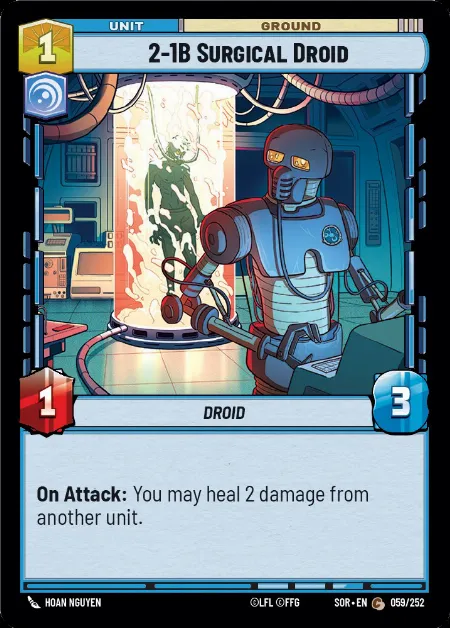 UNIT
GROUND
1
2-1B SURGICAL DROID
1
DROID
3
On Attack: You may heal 2 damage from
another unit.
HOAN NGUYEN
©LFL ©FFG
SOR • EN C 059/252